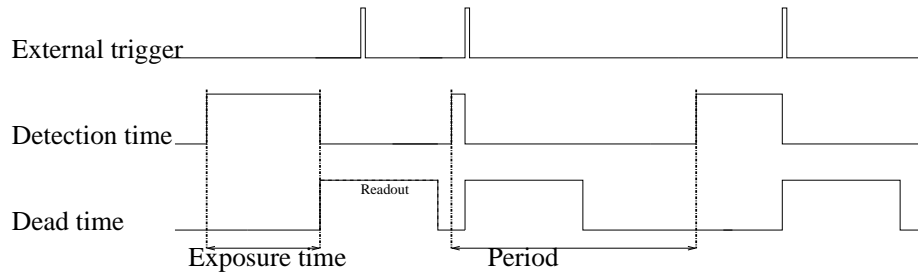 External trigger
Detection time
Readout
Dead time
Exposure time
Period